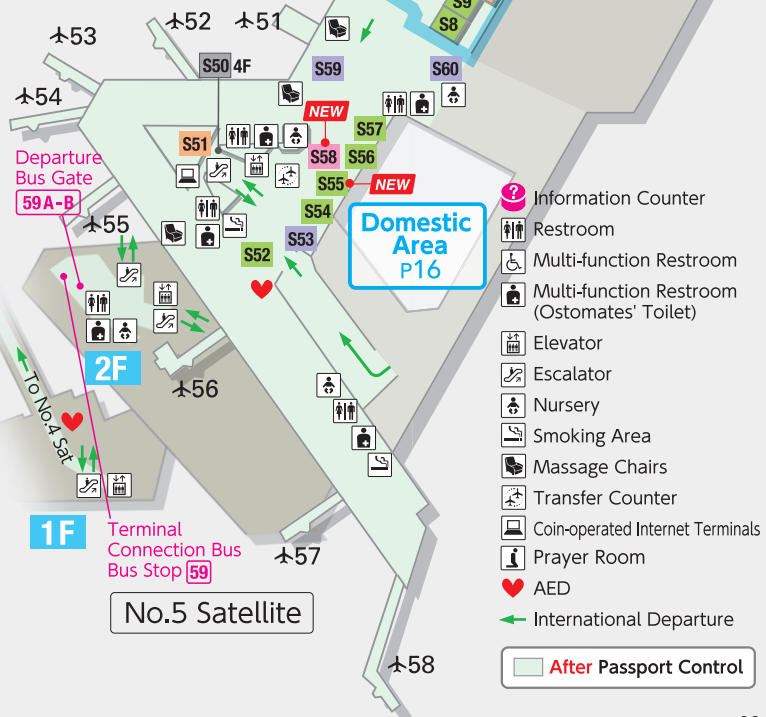 S9
S8
52
51
53
S50 4F
S59
S60
54
NEW
S57
S51
S58
S56
Departure
Bus Gate
59A-B
S55
NEW
S54
55
S53
S52
Domestic
Area
P16
?
Information Counter
Restroom
Multi-function Restroom
Multi-function Restroom
(Ostomates' Toilet)
Elevator
Escalator
Nursery
Smoking Area
Massage Chairs
Transfer Counter
Coin-operated Internet Terminals
Prayer Room
AED
International Departure
After Passport Control
2F
56
To No.4 Sat
1F
Terminal
Connection Bus
Bus Stop 59
57
No.5 Satellite
58